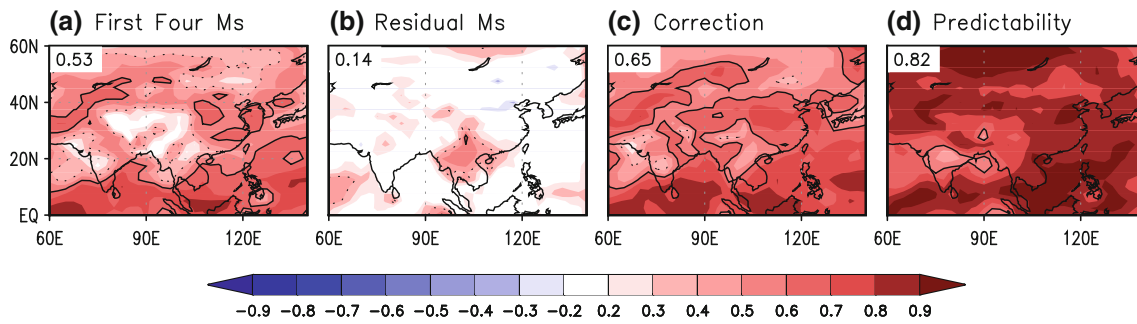 (a) First Four Ms (b) Residual Ms (c) Correction (d) Predictability
60N 0.53 0.14 0.65 0.82
40N
20N
EQ
60E 90E 120E 60E 90E 120E 60E 90E 120E 60E 90E 120E
-0.9 -0.8 -0.7 -0.6 -0.5 -0.4 -0.3 -0.2 0.2 0.3 0.4 0.5 0.6 0.7 0.8 0.9